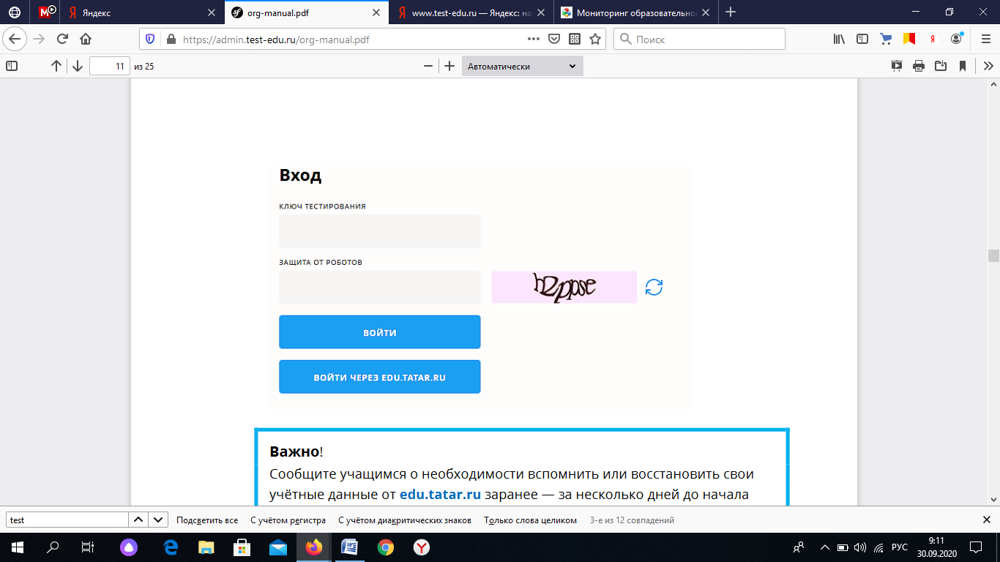 Яндекс
org-manual.pdf
www.test-edu.ru — Яндекс: на
Мониторинг образовательно
https://admin.test-edu.ru/org-manual.pdf
Поиск
11 из 25
Автоматически
Вход
КЛЮЧ ТЕСТИРОВАНИЯ
ЗАЩИТА ОТ РОБОТОВ
h2ppse
ВОЙТИ
ВОЙТИ ЧЕРЕЗ EDU.TATAR.RU
Важно!
Сообщите учащимся о необходимости вспомнить или восстановить свои
учётные данные от edu.tatar.ru заранее — за несколько дней до начала
test
Подсветить все С учётом регистра С учётом диакритических знаков Только слова целиком 3-е из 12 совпадений
РУС
9:11
30.09.2020